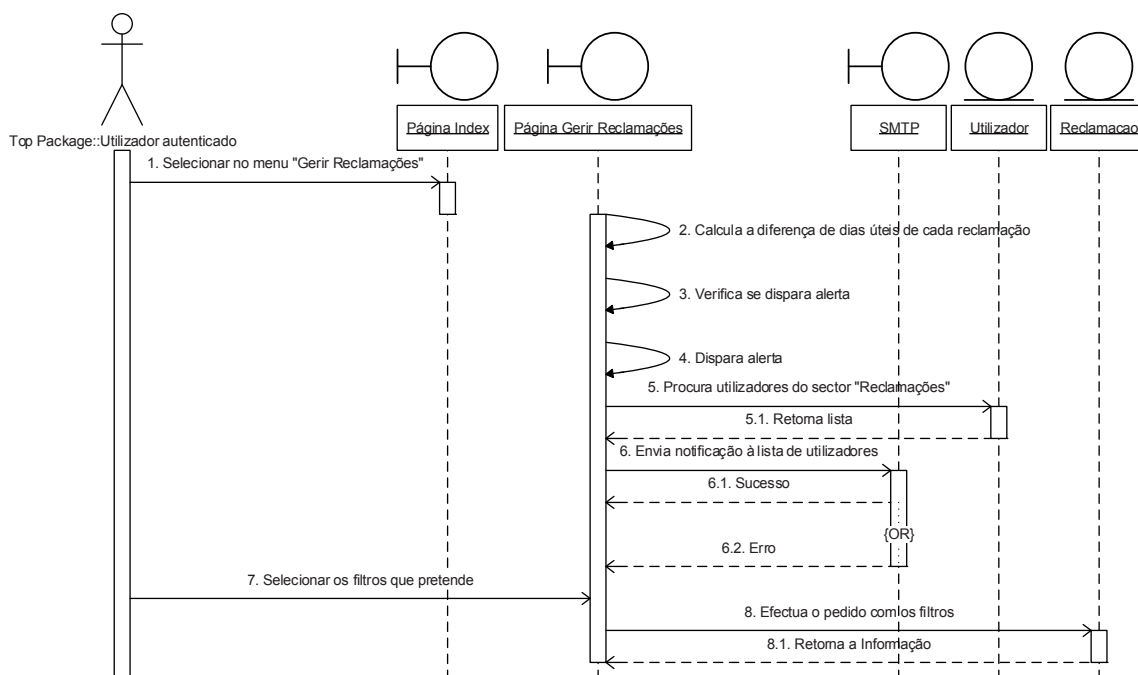 Top Package::Utilizador autenticado
Página Index
Página Gerir Reclamações
SMTP
Utilizador
Reclamacao
1. Selecionar no menu "Gerir Reclamações"
2. Calcula a diferença de dias úteis de cada reclamação
3. Verifica se dispara alerta
4. Dispara alerta
5. Procura utilizadores do sector "Reclamações"
5.1. Retorna lista
6. Envia notificação à lista de utilizadores
6.1. Sucesso
{OR}
6.2. Erro
7. Selecionar os filtros que pretende
8. Efectua o pedido com os filtros
8.1. Retorna a Informação